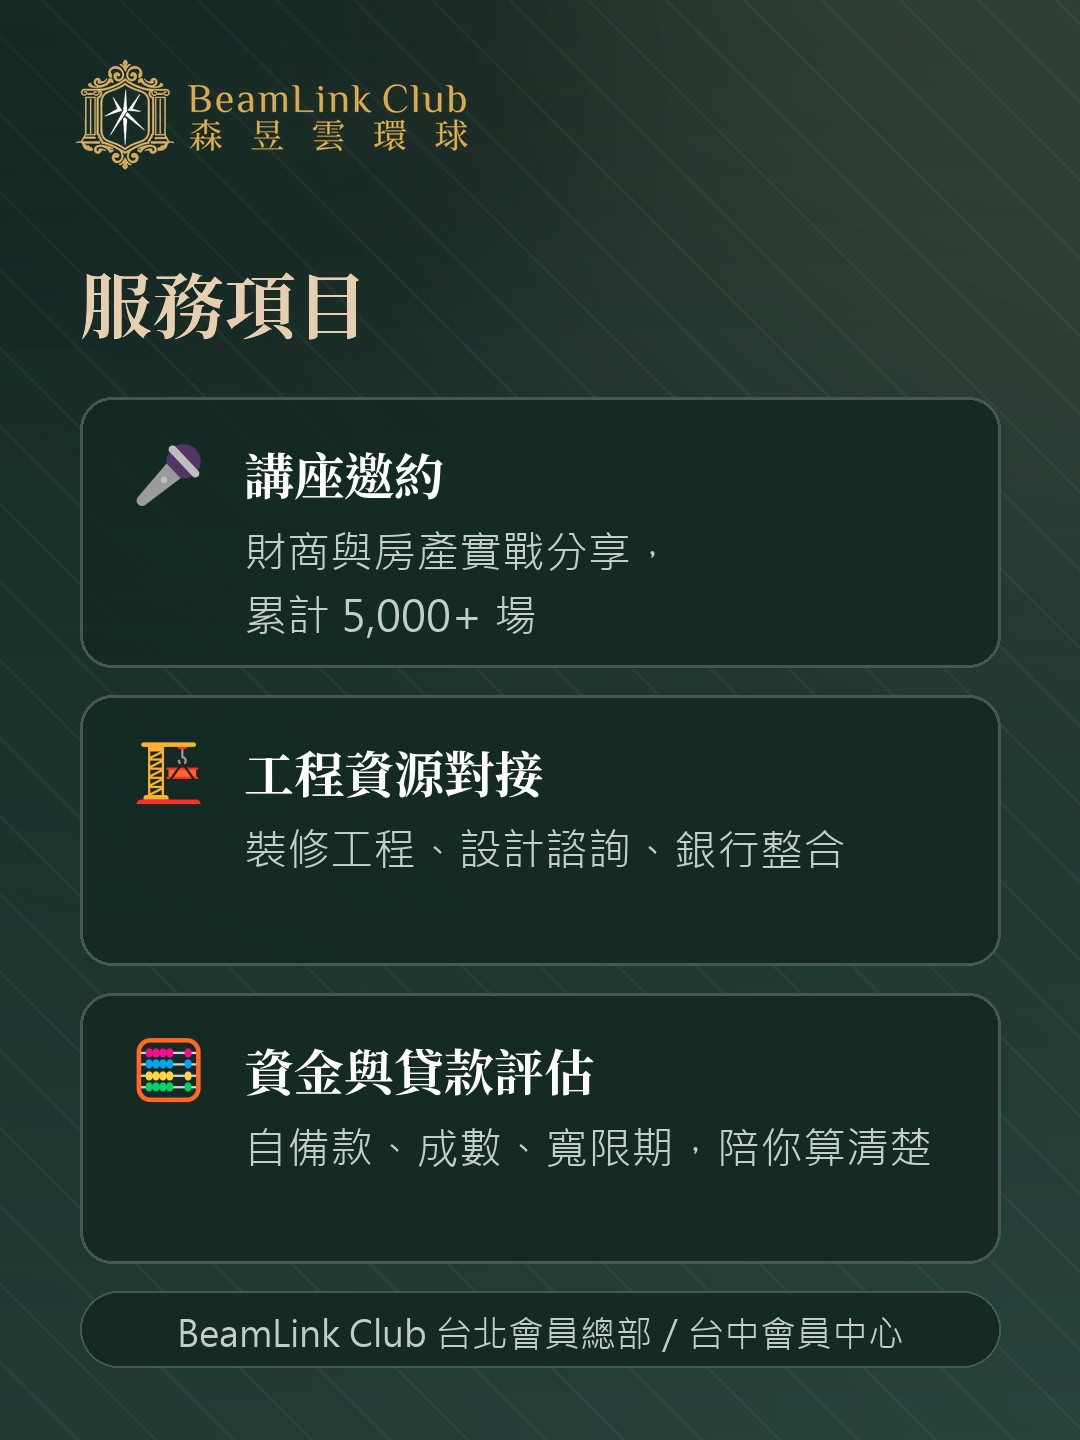 BeamLink Club
森昱雲環球
服務項目
講座邀約
財商與房產實戰分享，
累計 5,000+ 場
工程資源對接
裝修工程、設計諮詢、銀行整合
資金與貸款評估
自備款、成數、寬限期，陪你算清楚
BeamLink Club 台北會員總部 / 台中會員中心